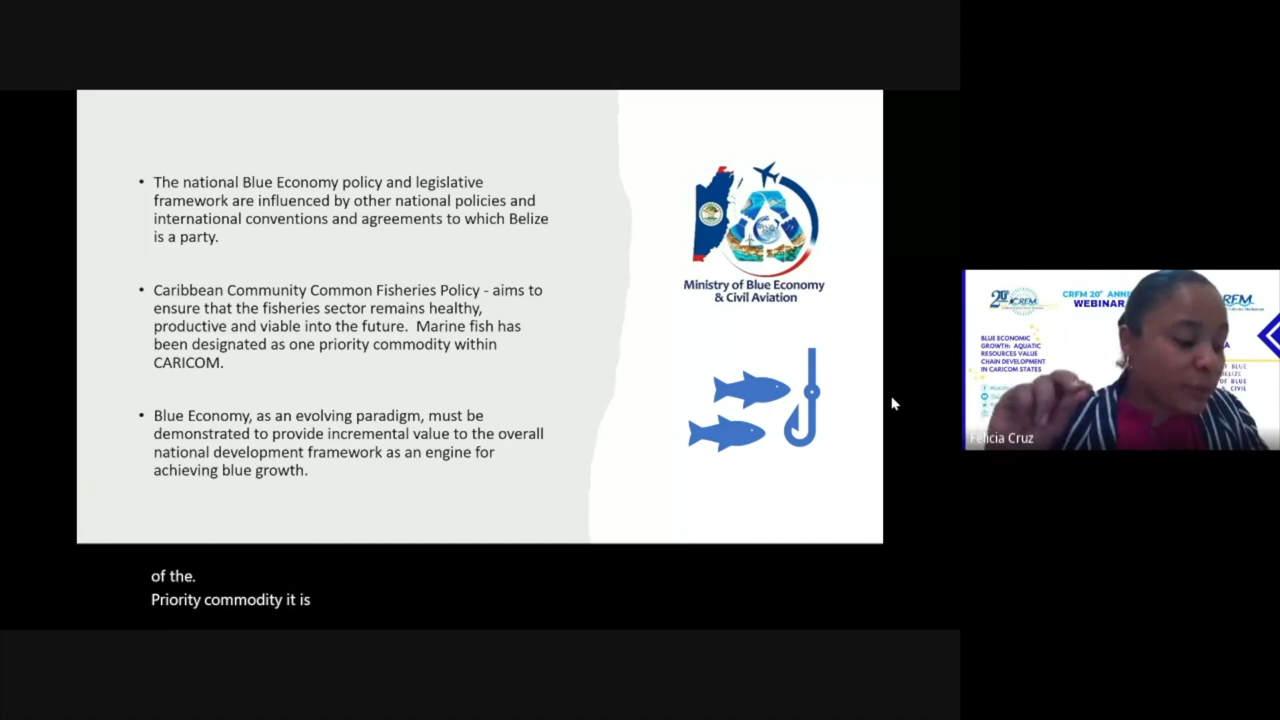 • The national Blue Economy policy and legislative
framework are influenced by other national policies and
international conventions and agreements to which Belize
is a party.
• Caribbean Community Common Fisheries Policy - aims to
ensure that the fisheries sector remains healthy,
productive and viable into the future. Marine fish has
been designated as one priority commodity within
CARICOM.
• Blue Economy, as an evolving paradigm, must be
demonstrated to provide incremental value to the overall
national development framework as an engine for
achieving blue growth.
Ministry of Blue Economy
& Civil Aviation
of the.
Priority commodity it is
CRFM 20
WEBINAR
BLUE ECONOMIC
GROWTH: AQUATIC
RESOURCES VALUE
CHAIN DEVELOPMENT
IN CARICOM STATES
Felicia Cruz